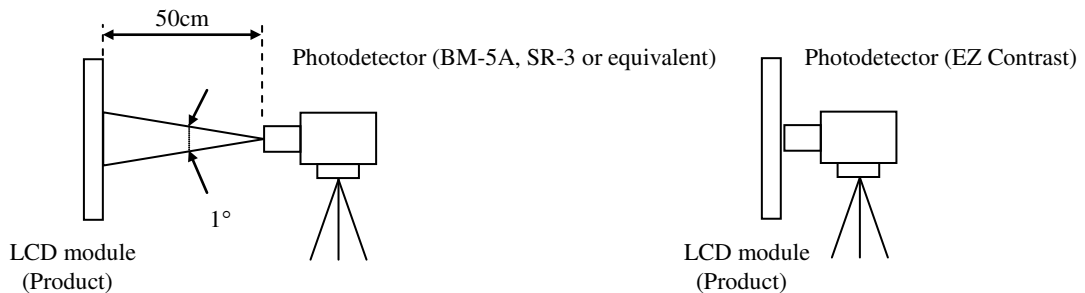 50cm
Photodetector (BM-5A, SR-3 or equivalent)
1°
LCD module
(Product)
Photodetector (EZ Contrast)
LCD module
(Product)